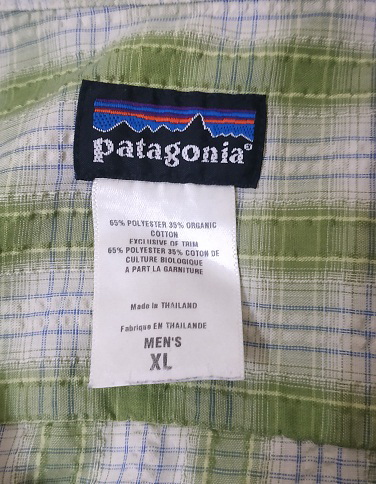 patagonia®
65% POLYESTER 35% ORGANIC
COTTON
EXCLUSIVE OF TRIM
65% POLYESTER 35% COTON DE
CULTURE BIOLOGIQUE
A PART LA GARNITURE
Made in THAILAND
Fabrique EN THAILANDE
MEN'S
XL